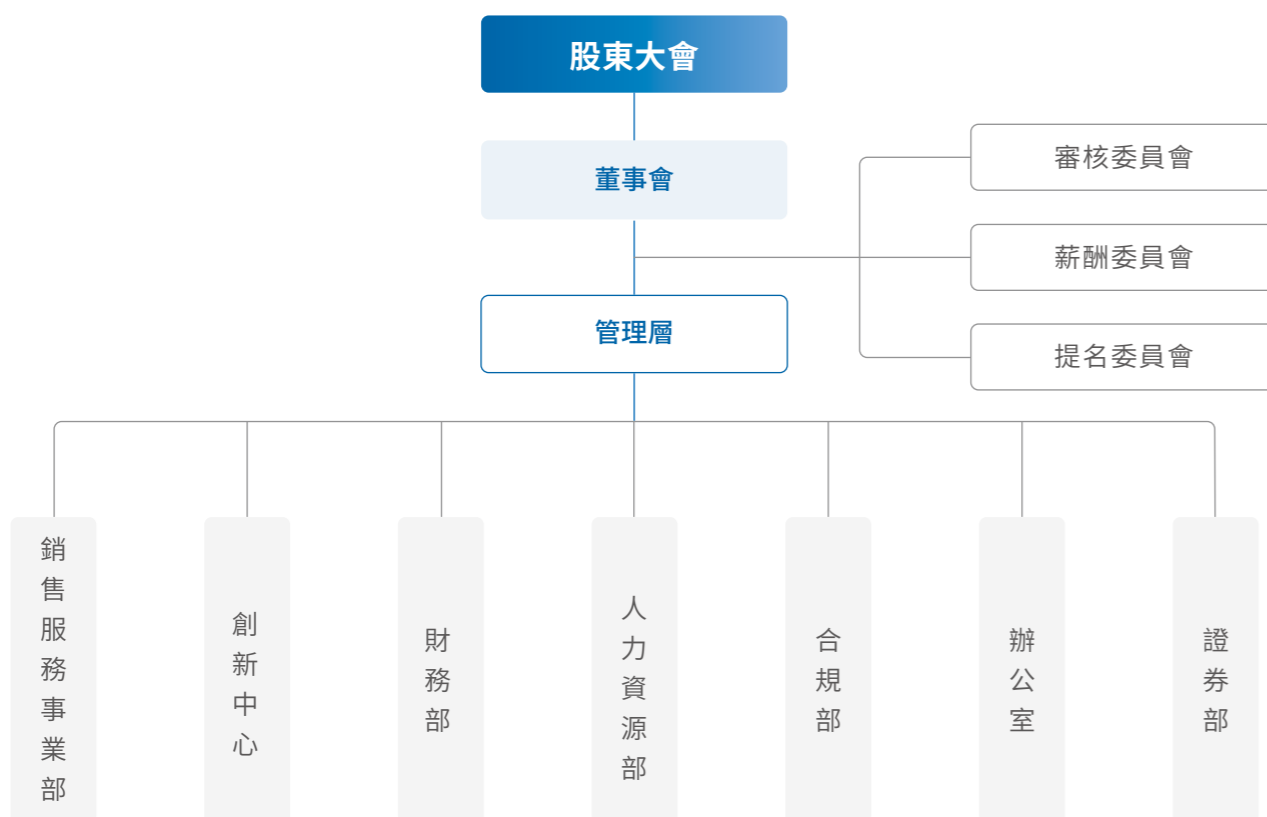 股東大會
董事會
審核委員會
薪酬委員會
管理層
提名委員會
銷售服務事業部
創新中心
財務部
人力資源部
合規部
辦公室
證券部